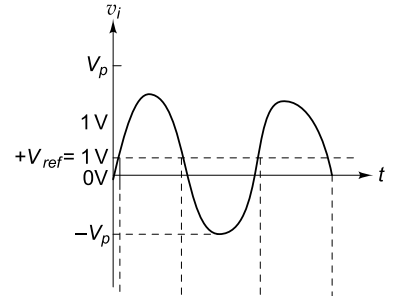 v_i
V_p
1 V
+V_ref = 1 V
0V
t
−V_p